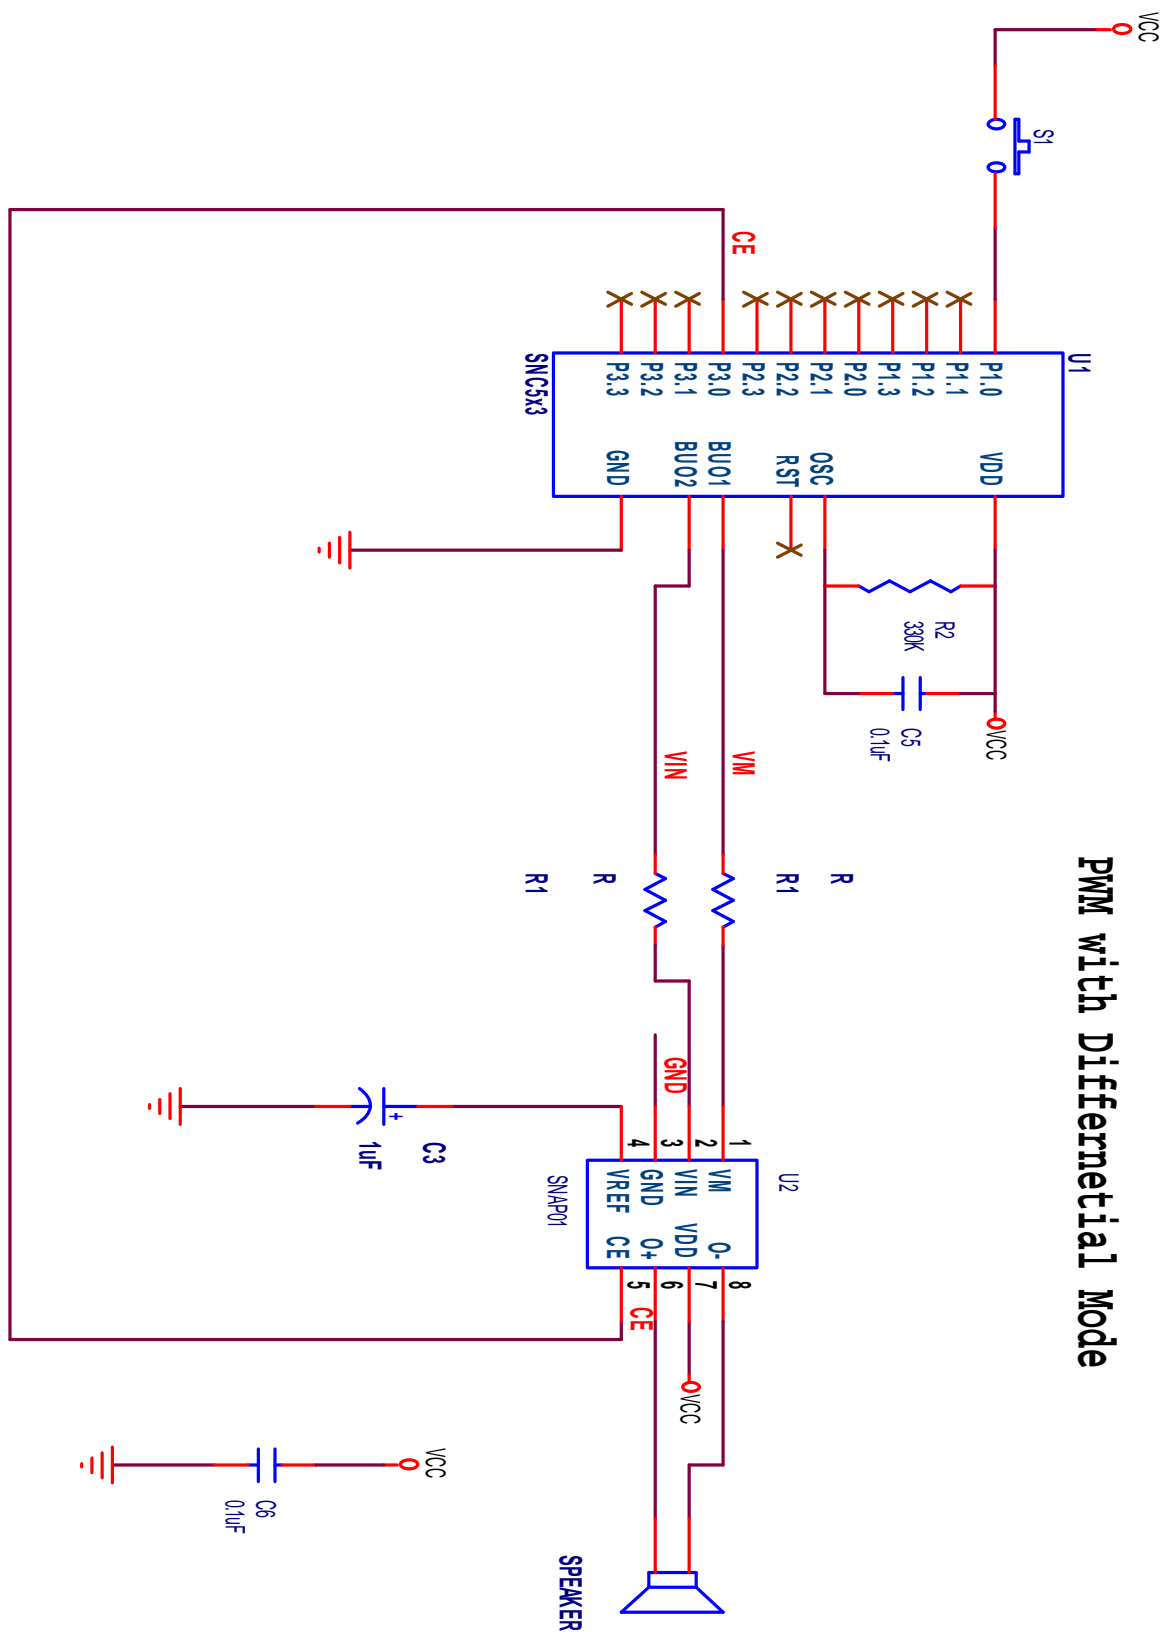 PWM with Differnetial Mode
VCC
S1
U1
P1.0
P1.1
P1.2
P1.3
P2.0
P2.1
P2.2
P2.3
P3.0
P3.1
P3.2
P3.3
VDD
OSC
RST
BUO1
BUO2
GND
SNC5x3
CE
R2
330K
C5
0.1uF
VCC
VM
VIN
R
R1
R
R1
GND
C3
1uF
+
U2
1
2
3
4
VM
VIN
GND
VREF
O-
VDD
O+
CE
8
7
6
5
SNAP01
CE
VCC
VCC
C6
0.1uF
SPEAKER